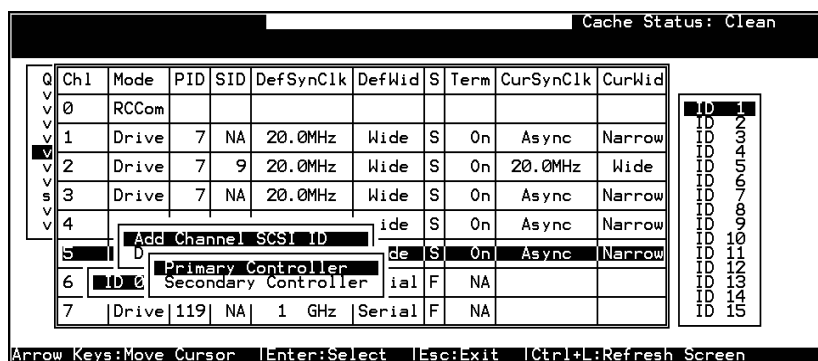 Cache Status: Clean
Q Chl Mode PID SID DefSynClk DefWid S Term CurSynClk CurWid
v
v 0 RCCom
v
v 1 Drive 7 NA 20.0MHz Wide S On Async Narrow
v
v 2 Drive 7 9 20.0MHz Wide S On 20.0MHz Wide
s 3 Drive 7 NA 20.0MHz Wide S On Async Narrow
v
v 4 ide S On Async Narrow
Add Channel SCSI ID
5 D de S On Async Narrow
Primary Controller
6 ID 0 Secondary Controller ial F NA
7 Drive 119 NA 1 GHz Serial F NA
ID 1
ID 2
ID 3
ID 4
ID 5
ID 6
ID 7
ID 8
ID 9
ID 10
ID 11
ID 12
ID 13
ID 14
ID 15
Arrow Keys:Move Cursor |Enter:Select |Esc:Exit |Ctrl+L:Refresh Screen